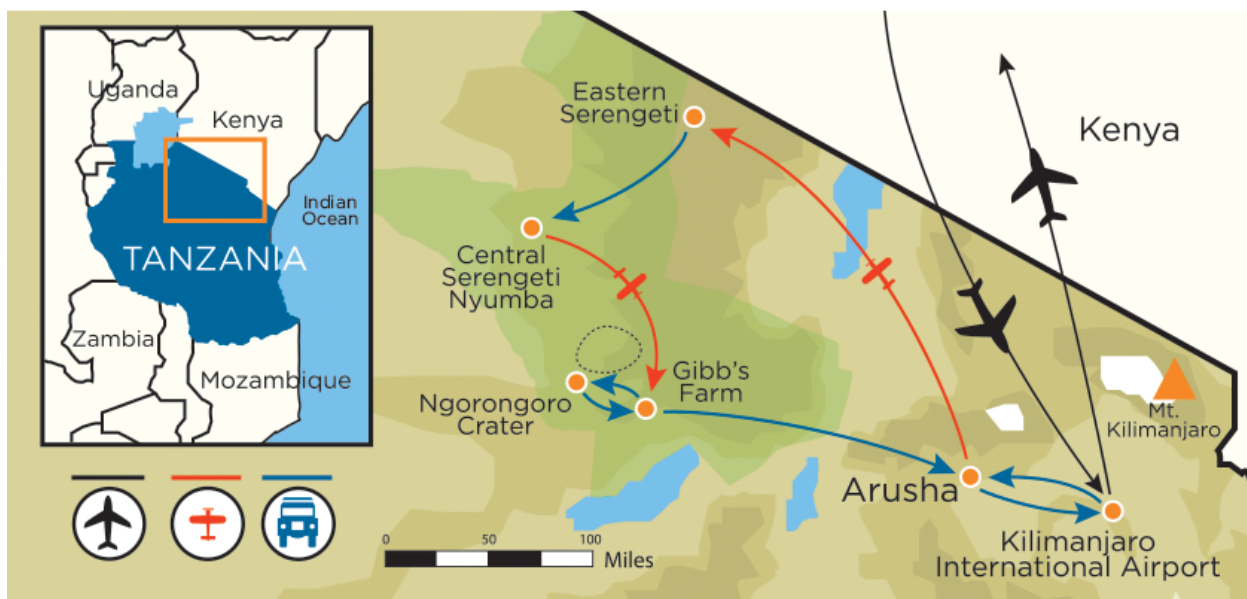 Uganda
Kenya
Indian
Ocean
TANZANIA
Zambia
Mozambique
Eastern
Serengeti
Kenya
Central
Serengeti
Nyumba
Gibb's
Farm
Ngorongoro
Crater
Mt.
Kilimanjaro
Arusha
Kilimanjaro
International Airport
0 50 100
Miles